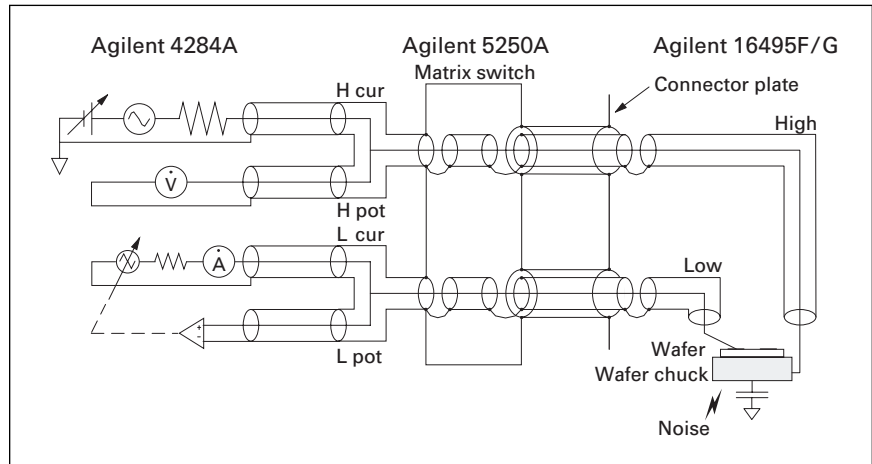 Agilent 4284A
Agilent 5250A
Agilent 16495F/G
Matrix switch
Connector plate
H cur
High
V
H pot
L cur
A
Low
+
-
L pot
Wafer
Wafer chuck
Noise